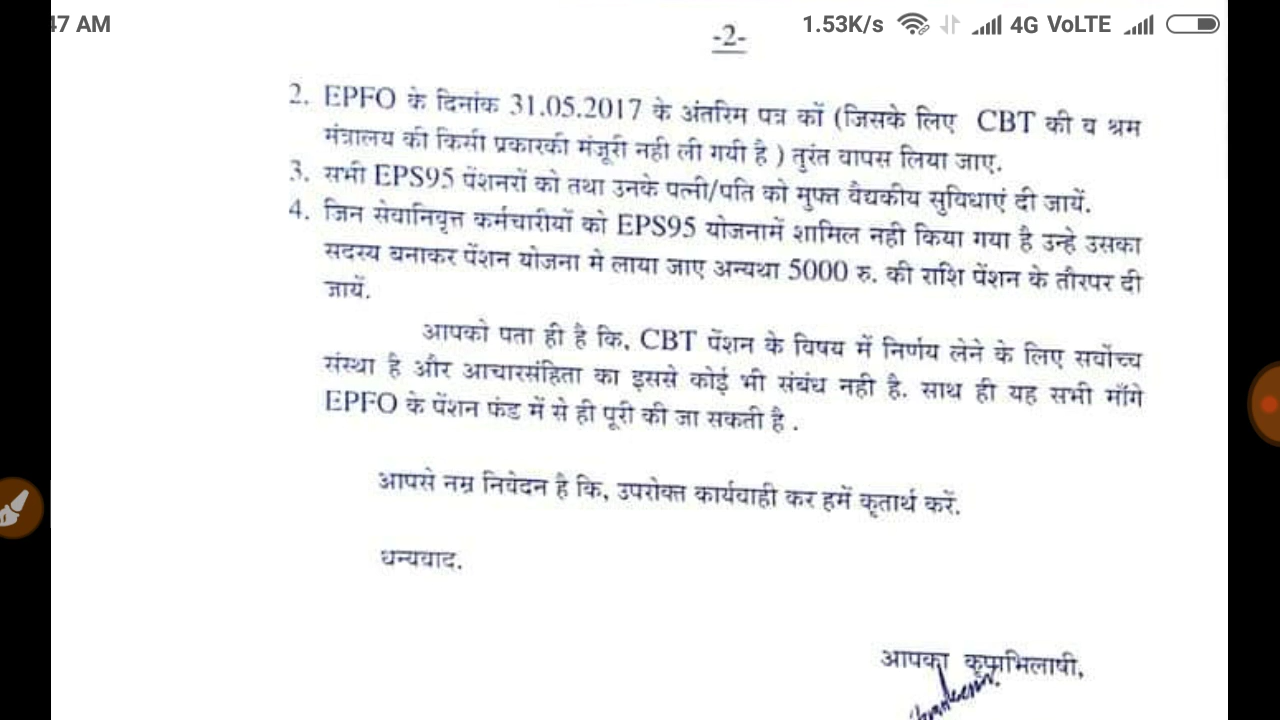 47 AM
1.53K/s 4G VoLTE
-2-
2. EPFO के दिनांक 31.05.2017 के अंतरिम पत्र कों (जिसके लिए CBT की व श्रम
मंत्रालय की किसी प्रकारकी मंजूरी नही ली गयी है ) तुरंत वापस लिया जाए.
3. सभी EPS95 पेंशनरों को तथा उनके पत्नी/पति को मुफ्त वैद्यकीय सुविधाएं दी जायें.
4. जिन सेवानिवृत्त कर्मचारीयों को EPS95 योजनामें शामिल नही किया गया है उन्हे उसका
सदस्य बनाकर पेंशन योजना मे लाया जाए अन्यथा 5000 रु. की राशि पेंशन के तौरपर दी
जायें.
आपको पता ही है कि, CBT पेंशन के विषय में निर्णय लेने के लिए सर्वोच्च
संस्था है और आचारसंहिता का इससे कोई भी संबंध नही है. साथ ही यह सभी माँगे
EPFO के पेंशन फंड में से ही पूरी की जा सकती है .
आपसे नम्र निवेदन है कि, उपरोक्त कार्यवाही कर हमें कृतार्थ करें.
धन्यवाद.
आपका कृपाभिलाषी,